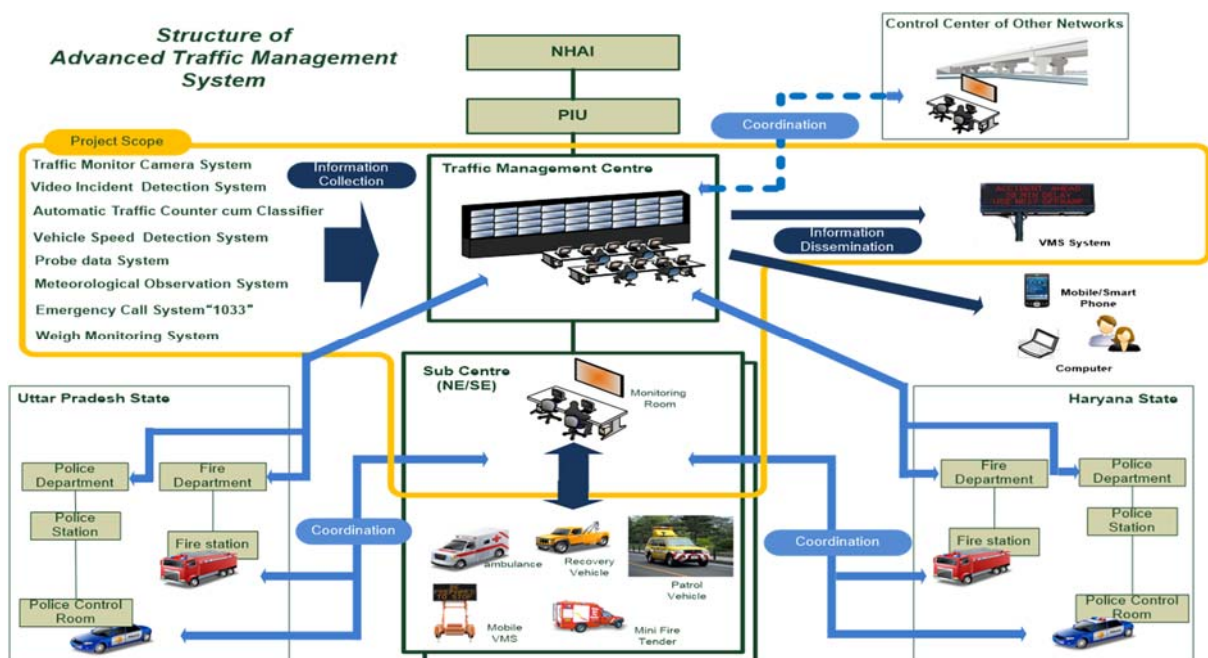 Structure of
Advanced Traffic Management
System
NHAI
PIU
Control Center of Other Networks
Coordination
Project Scope
Traffic Monitor Camera System
Video Incident Detection System
Automatic Traffic Counter cum Classifier
Vehicle Speed Detection System
Probe data System
Meteorological Observation System
Emergency Call System"1033"
Weigh Monitoring System
Information
Collection
Traffic Management Centre
Information
Dissemination
ACCIDENT AHEAD
VMS System
Mobile/Smart
Phone
Computer
Sub Centre
(NE/SE)
Monitoring
Room
Uttar Pradesh State
Police
Department
Fire
Department
Police
Station
Fire station
Police Control
Room
Coordination
ambulance
Recovery
Vehicle
Patrol
Vehicle
Mobile
VMS
Mini Fire
Tender
Coordination
Haryana State
Fire
Department
Police
Department
Police
Station
Fire station
Police Control
Room